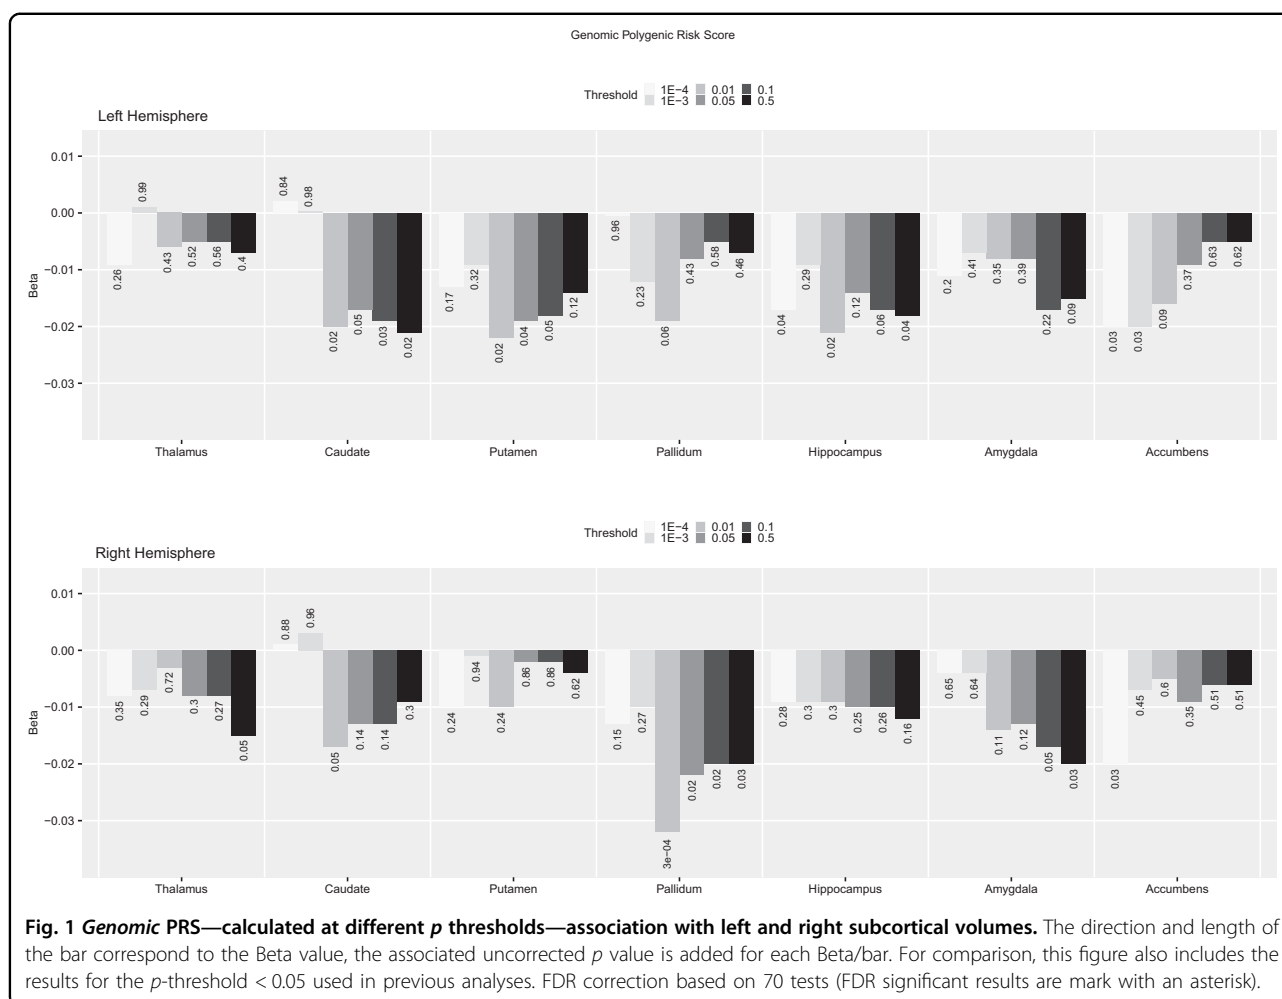 Genomic Polygenic Risk Score
Threshold 1E−4 0.01 0.1
1E−3 0.05 0.5
Left Hemisphere
Beta
0.01
0.00
−0.01
−0.02
−0.03
0.26 0.99 0.43 0.52 0.56 0.4
0.84 0.98 0.02 0.05 0.03 0.02
0.17 0.32 0.02 0.04 0.05 0.12
0.96 0.23 0.06 0.43 0.58 0.46
0.04 0.29 0.02 0.12 0.06 0.04
0.2 0.41 0.35 0.39 0.22 0.09
0.03 0.03 0.09 0.37 0.63 0.62
Thalamus Caudate Putamen Pallidum Hippocampus Amygdala Accumbens
Threshold 1E−4 0.01 0.1
1E−3 0.05 0.5
Right Hemisphere
Beta
0.01
0.00
−0.01
−0.02
−0.03
0.35 0.29 0.72 0.3 0.27 0.05
0.88 0.96 0.05 0.14 0.14 0.3
0.24 0.94 0.24 0.86 0.86 0.62
0.15 0.27 3e−04 0.02 0.02 0.03
0.28 0.3 0.3 0.25 0.26 0.16
0.65 0.64 0.11 0.12 0.05 0.03
0.03 0.45 0.6 0.35 0.51 0.51
Thalamus Caudate Putamen Pallidum Hippocampus Amygdala Accumbens
Fig. 1 Genomic PRS—calculated at different p thresholds—association with left and right subcortical volumes. The direction and length of
the bar correspond to the Beta value, the associated uncorrected p value is added for each Beta/bar. For comparison, this figure also includes the
results for the p-threshold < 0.05 used in previous analyses. FDR correction based on 70 tests (FDR significant results are mark with an asterisk).